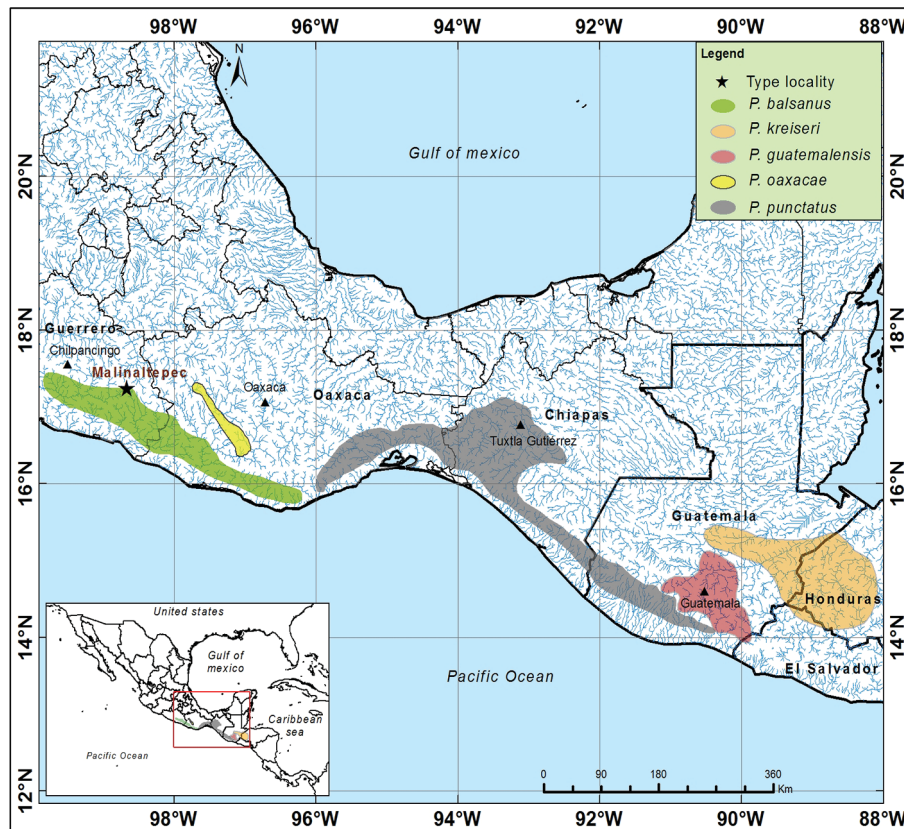 98°W 96°W 94°W 92°W 90°W 88°W
N
Legend
Type locality
P. balsanus
P. kreiseri
P. guatemalensis
P. oaxacae
P. punctatus
Gulf of mexico
20°N
20°N
18°N
18°N
Guerrero
Chilpancingo
Malinaltepec
Oaxaca
Oaxaca
Chiapas
Tuxtla Gutiérrez
16°N
16°N
Guatemala
Guatemala
Honduras
14°N
14°N
El Salvador
Pacific Ocean
United states
Gulf of
mexico
Caribbean
sea
Pacific Ocean
12°N
12°N
0 90 180 360
Km
98°W 96°W 94°W 92°W 90°W 88°W